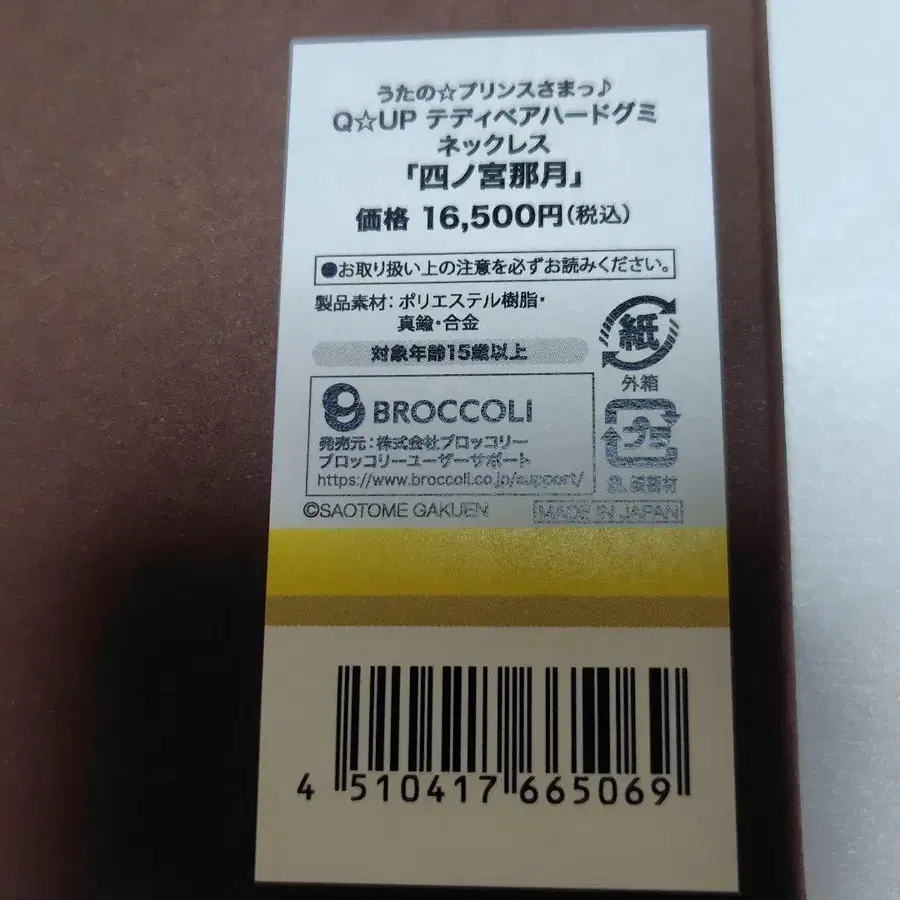 うたの☆プリンスさまっ♪
Q☆UP テディベアハードグミ
ネックレス
「四ノ宮那月」
価格 16,500円(税込)
●お取り扱い上の注意を必ずお読みください。
製品素材:ポリエステル樹脂・
真鍮・合金
対象年齢15歳以上
紙
外箱
BROCCOLI
発売元:株式会社ブロッコリー
ブロッコリーユーザーサポート
https://www.broccoli.co.jp/support/
プラ
©SAOTOME GAKUEN
MADE IN JAPAN
4 510417 665069